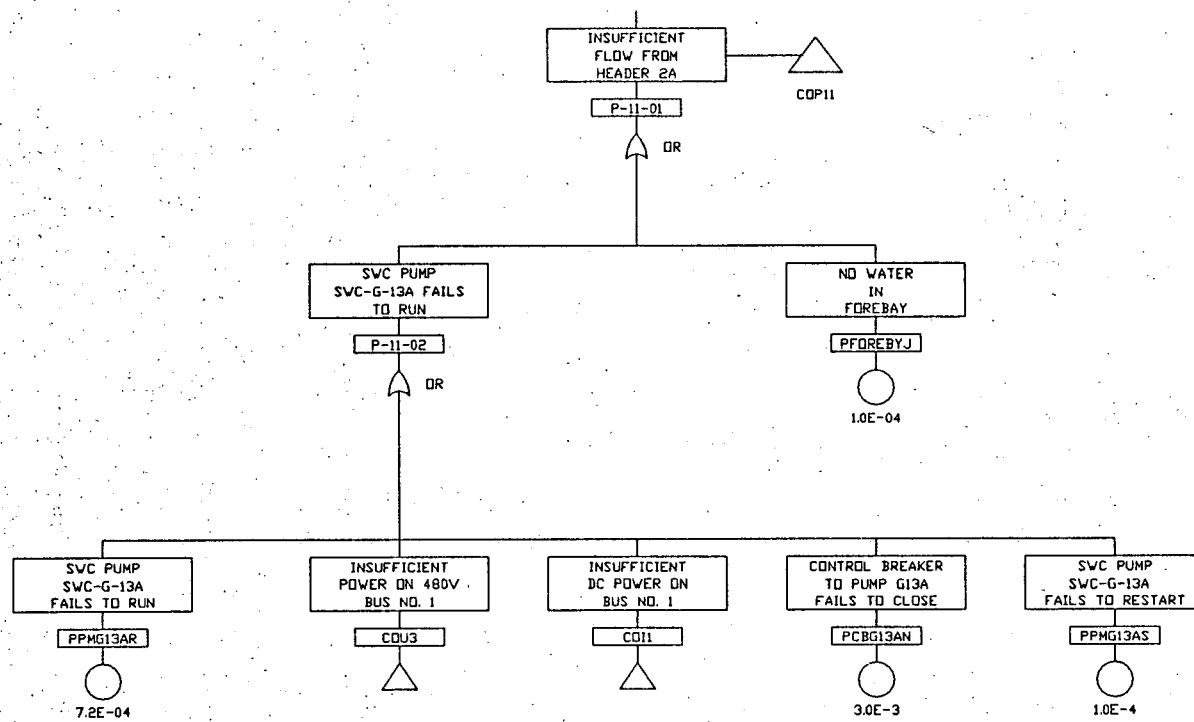 INSUFFICIENT
FLOW FROM
HEADER 2A
COP11
P-11-01
OR
SWC PUMP
SWC-G-13A FAILS
TO RUN
P-11-02
OR
NO WATER
IN
FOREBAY
PFOREBYJ
1.0E-04
SWC PUMP
SWC-G-13A
FAILS TO RUN
PPMG13AR
7.2E-04
INSUFFICIENT
POWER ON 480V
BUS NO. 1
COU3
INSUFFICIENT
DC POWER ON
BUS NO. 1
COI1
CONTROL BREAKER
TO PUMP G13A
FAILS TO CLOSE
PCBG13AN
3.0E-3
SWC PUMP
SWC-G-13A
FAILS TO RESTART
PPMG13AS
1.0E-4